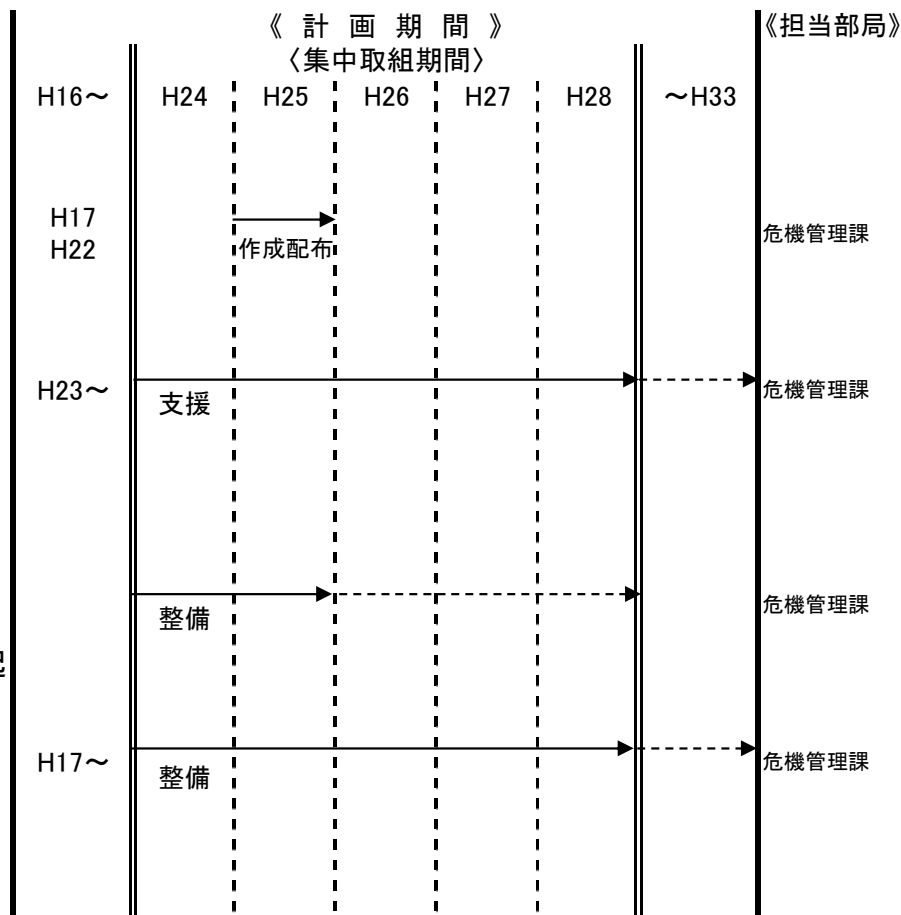 《 計 画 期 間 》 《担当部局》
〈集中取組期間〉
H16～ H24 H25 H26 H27 H28 ～H33
H17
H22 作成配布 危機管理課
H23～ 支援 危機管理課
整備 危機管理課
H17～ 整備 危機管理課